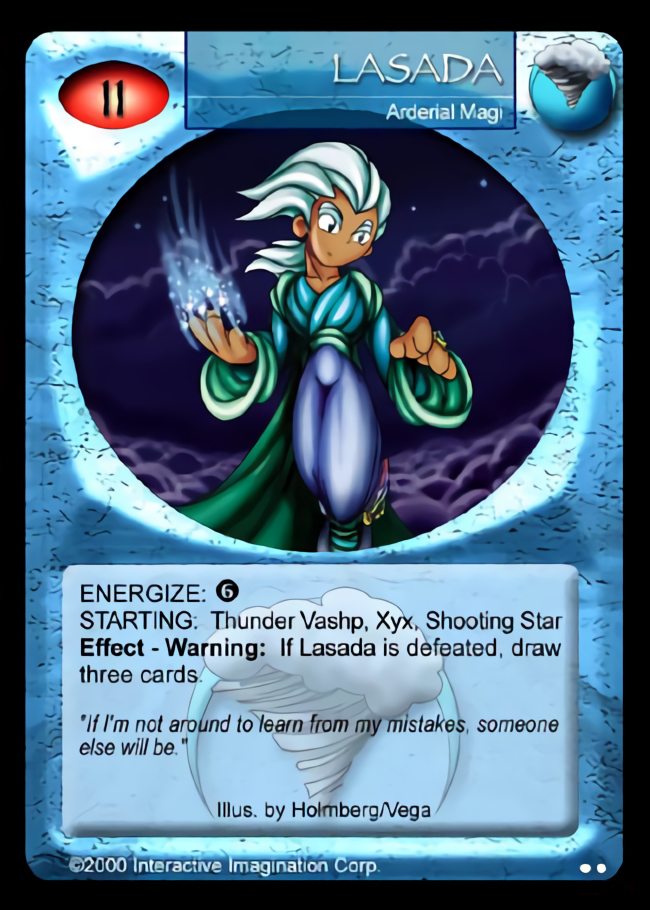 11
LASADA
Arderial Magi
ENERGIZE: 6
STARTING: Thunder Vashp, Xyx, Shooting Star
Effect - Warning: If Lasada is defeated, draw
three cards.
"If I'm not around to learn from my mistakes, someone
else will be."
Illus. by Holmberg/Vega
©2000 Interactive Imagination Corp.